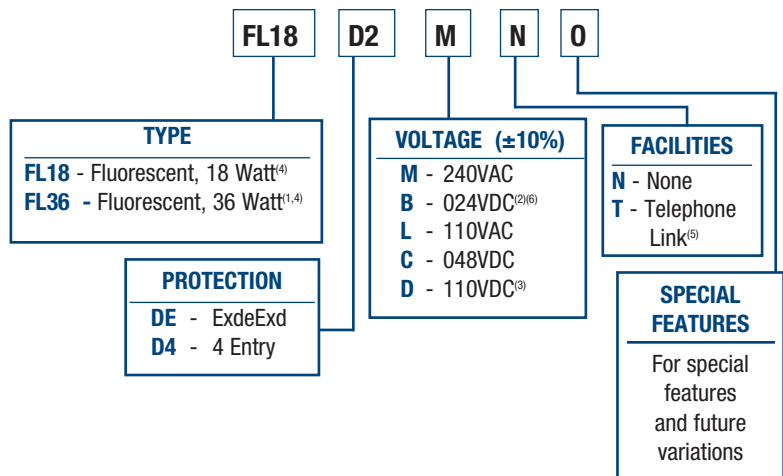 FL18 D2 M N O
TYPE
FL18 - Fluorescent, 18 Watt(4)
FL36 - Fluorescent, 36 Watt(1,4)
PROTECTION
DE - ExdeExd
D4 - 4 Entry
VOLTAGE (±10%)
M - 240VAC
B - 024VDC(2)(6)
L - 110VAC
C - 048VDC
D - 110VDC(3)
FACILITIES
N - None
T - Telephone
Link(5)
SPECIAL
FEATURES
For special
features
and future
variations